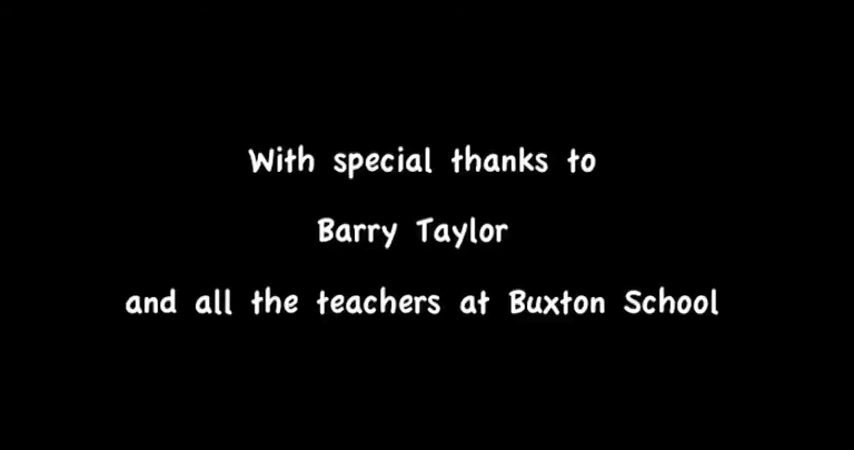 With special thanks to
Barry Taylor
and all the teachers at Buxton School